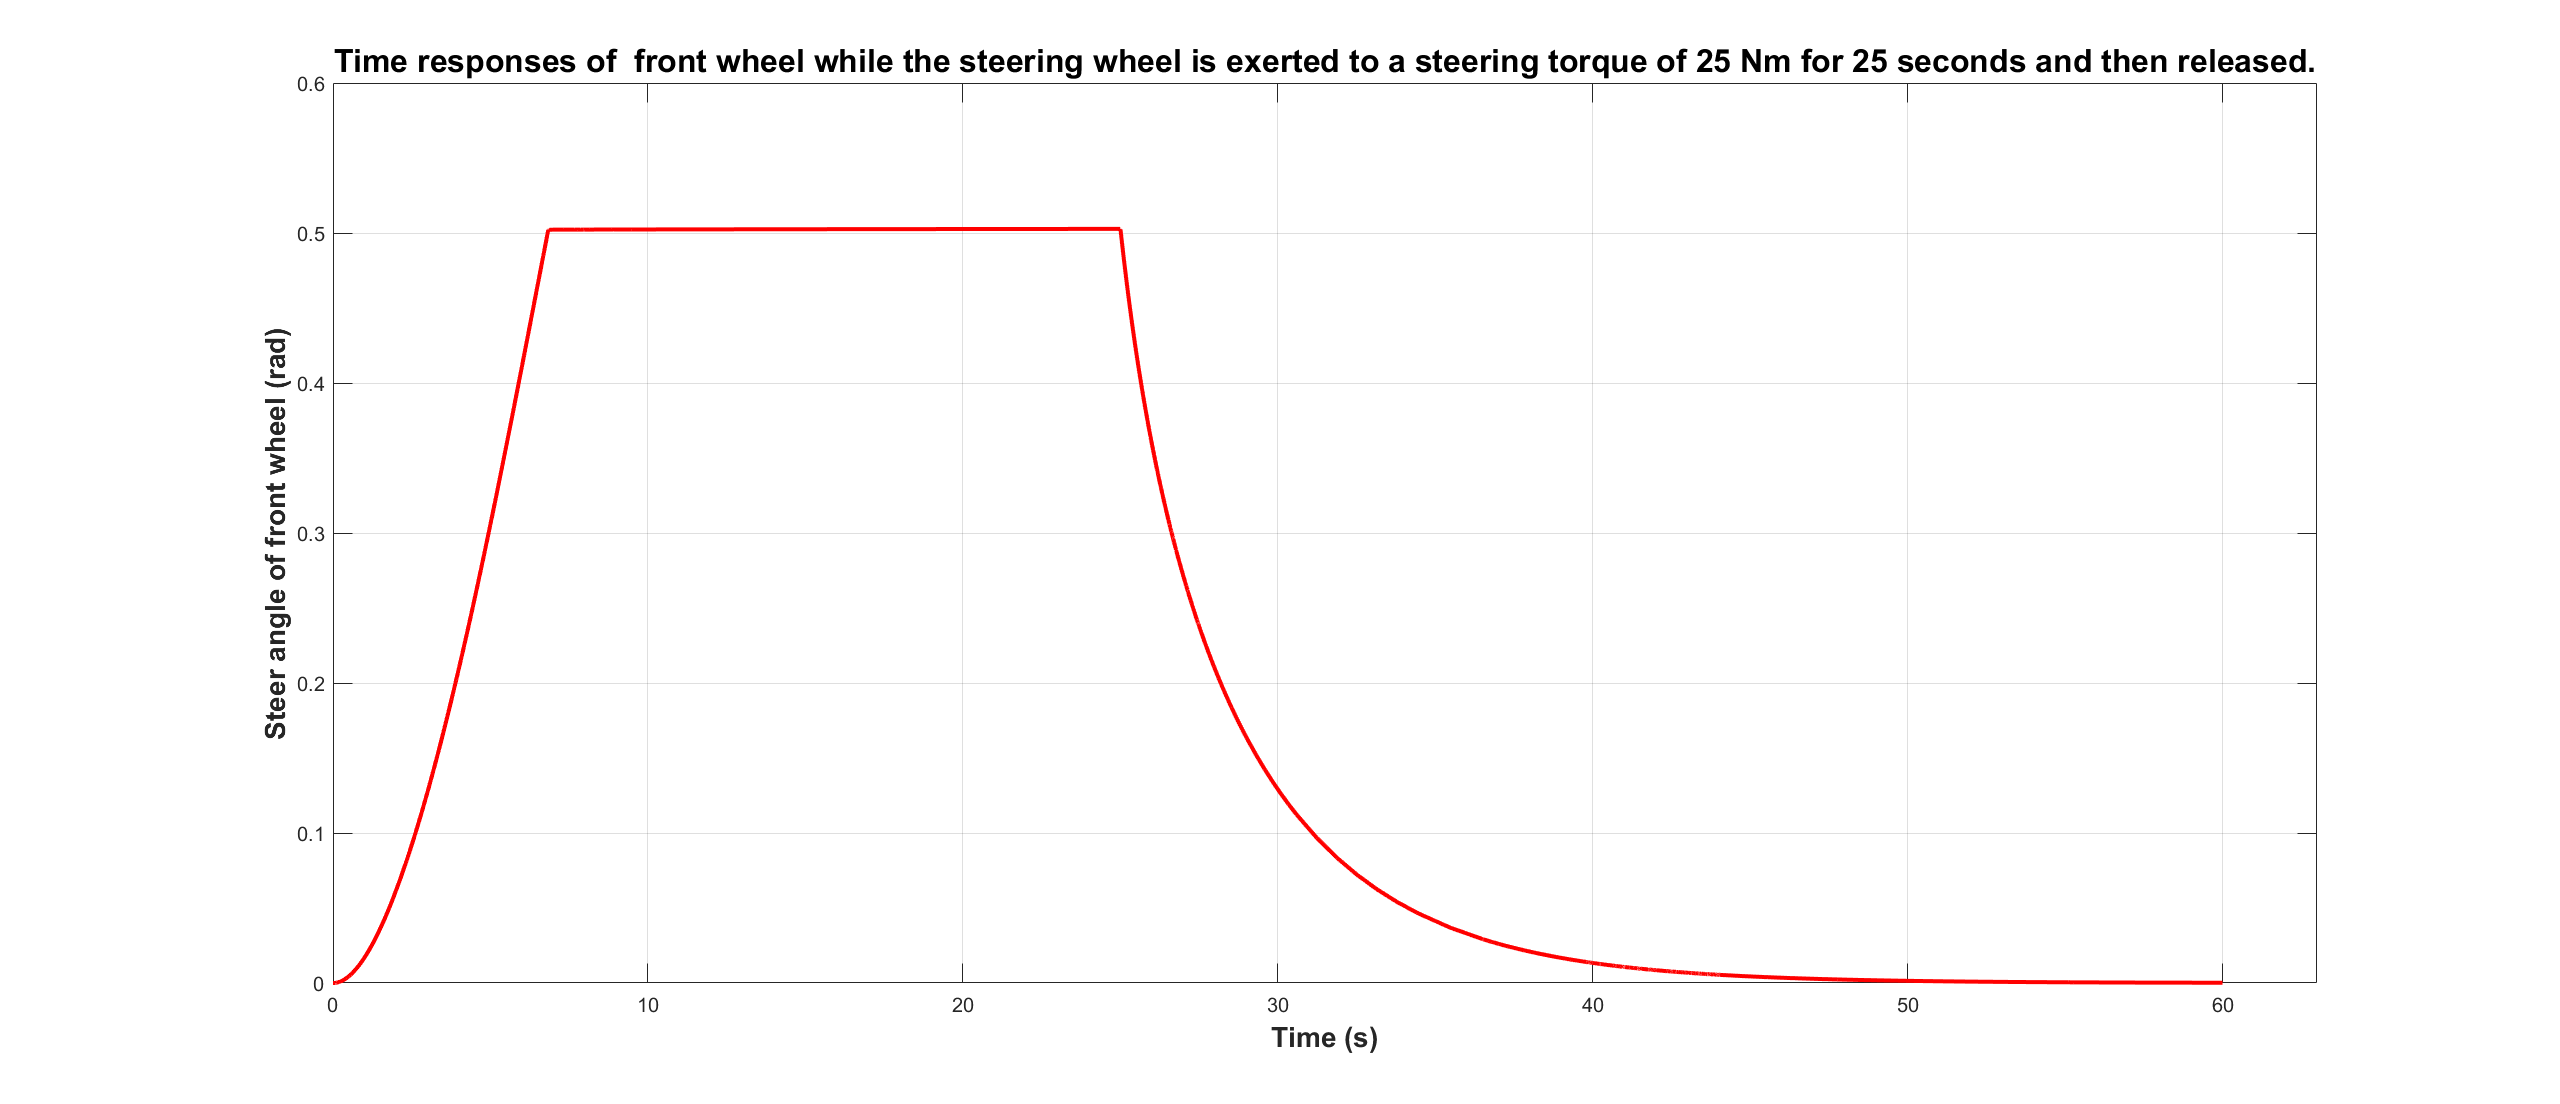 Time responses of  front wheel while the steering wheel is exerted to a steering torque of 25 Nm for 25 seconds and then released.
0.6
0.5
0.4
0.3
0.2
0.1
0
Steer angle of front wheel (rad)
0 10 20 30 40 50 60
Time (s)